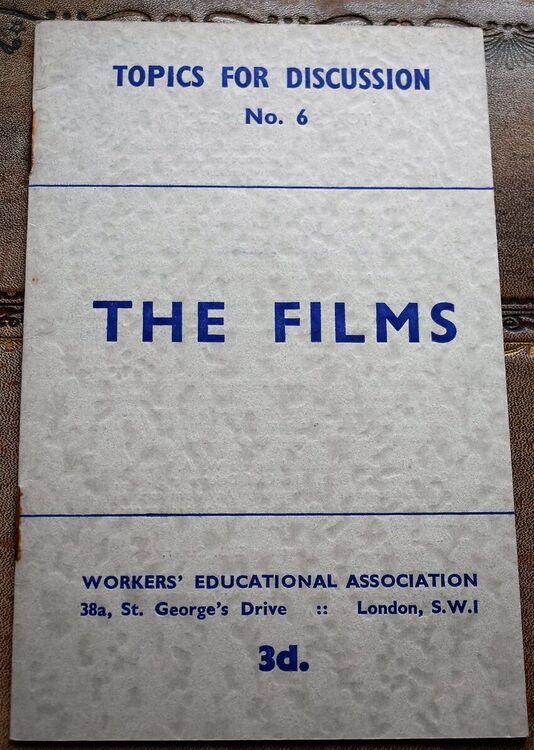 TOPICS FOR DISCUSSION
No. 6
THE FILMS
WORKERS' EDUCATIONAL ASSOCIATION
38a, St. George's Drive :: London, S.W.1
3d.